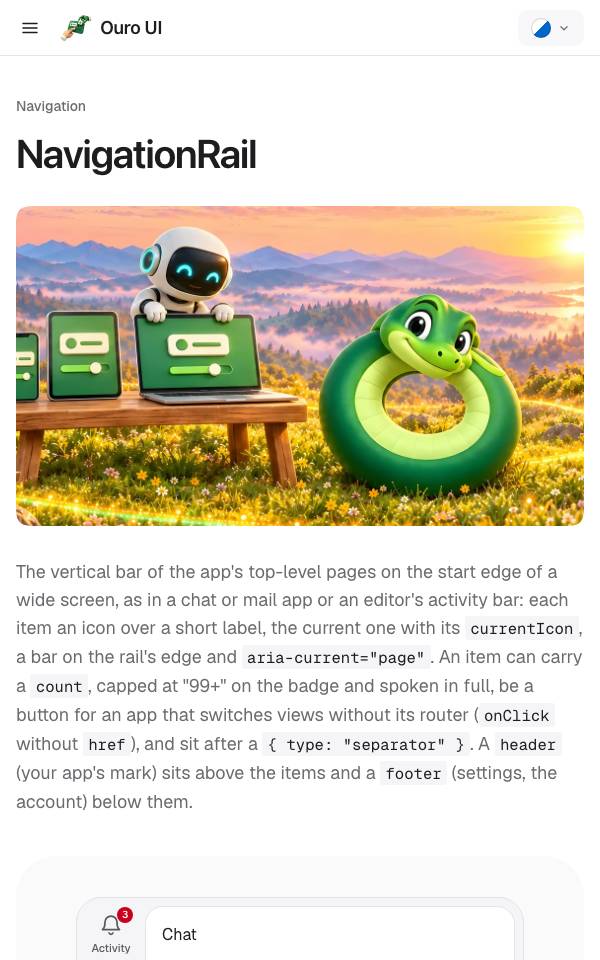 Ouro UI
Navigation
NavigationRail
The vertical bar of the app's top-level pages on the start edge of a
wide screen, as in a chat or mail app or an editor's activity bar: each
item an icon over a short label, the current one with its currentIcon,
a bar on the rail's edge and aria-current="page". An item can carry
a count, capped at "99+" on the badge and spoken in full, be a
button for an app that switches views without its router (onClick
without href), and sit after a { type: "separator" }. A header
(your app's mark) sits above the items and a footer (settings, the
account) below them.
3
Activity
Chat